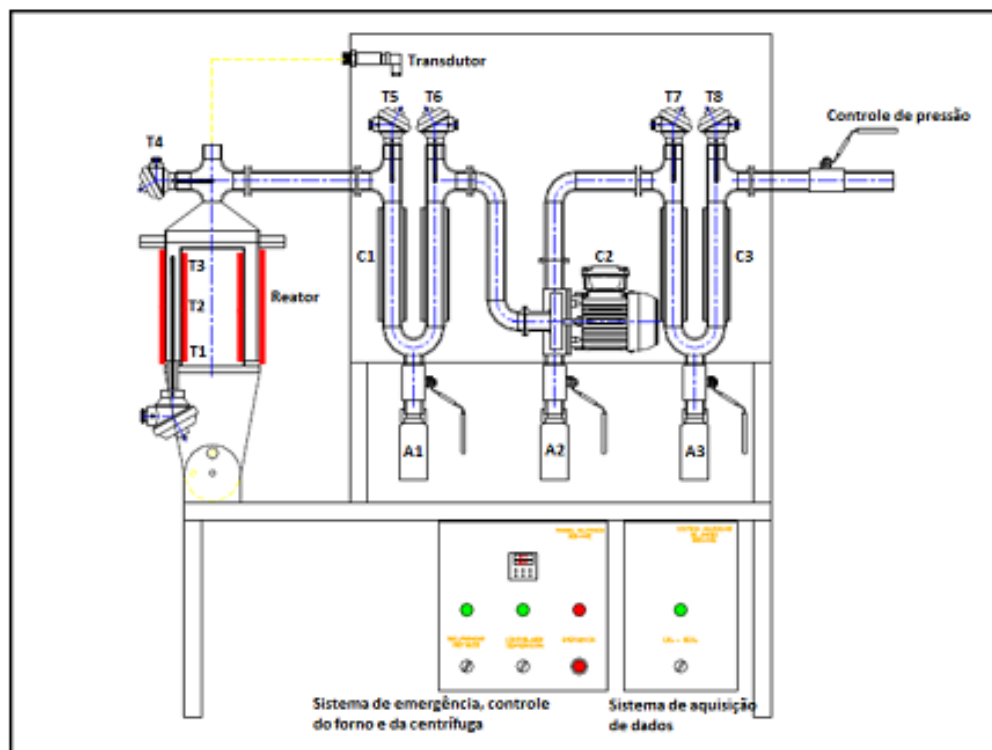 Transdutor
T5
T6
T7
T8
Controle de pressão
T4
C1
C2
C3
T3
T2
T1
Reator
A1
A2
A3
Sistema de emergência, controle
do forno e da centrífuga
Sistema de aquisição
de dados